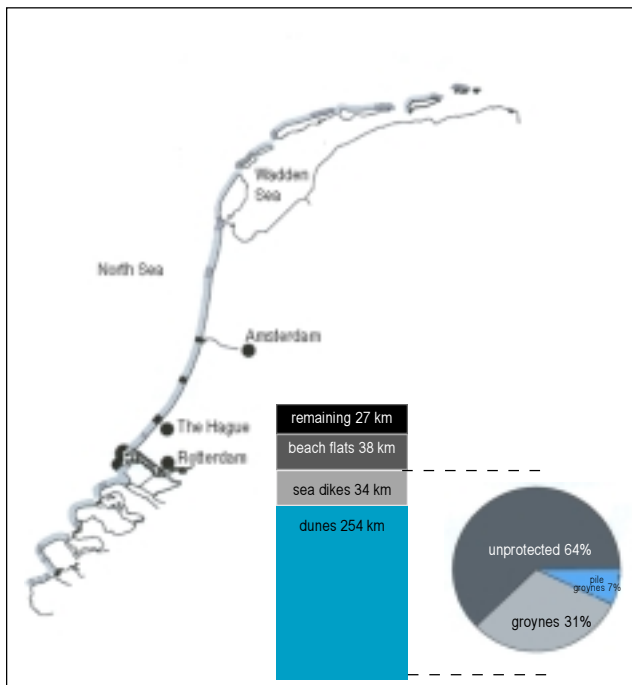 Wadden
Sea
North Sea
Amsterdam
The Hague
Rotterdam
remaining 27 km
beach flats 38 km
sea dikes 34 km
dunes 254 km
unprotected 64%
pile
groynes 7%
groynes 31%